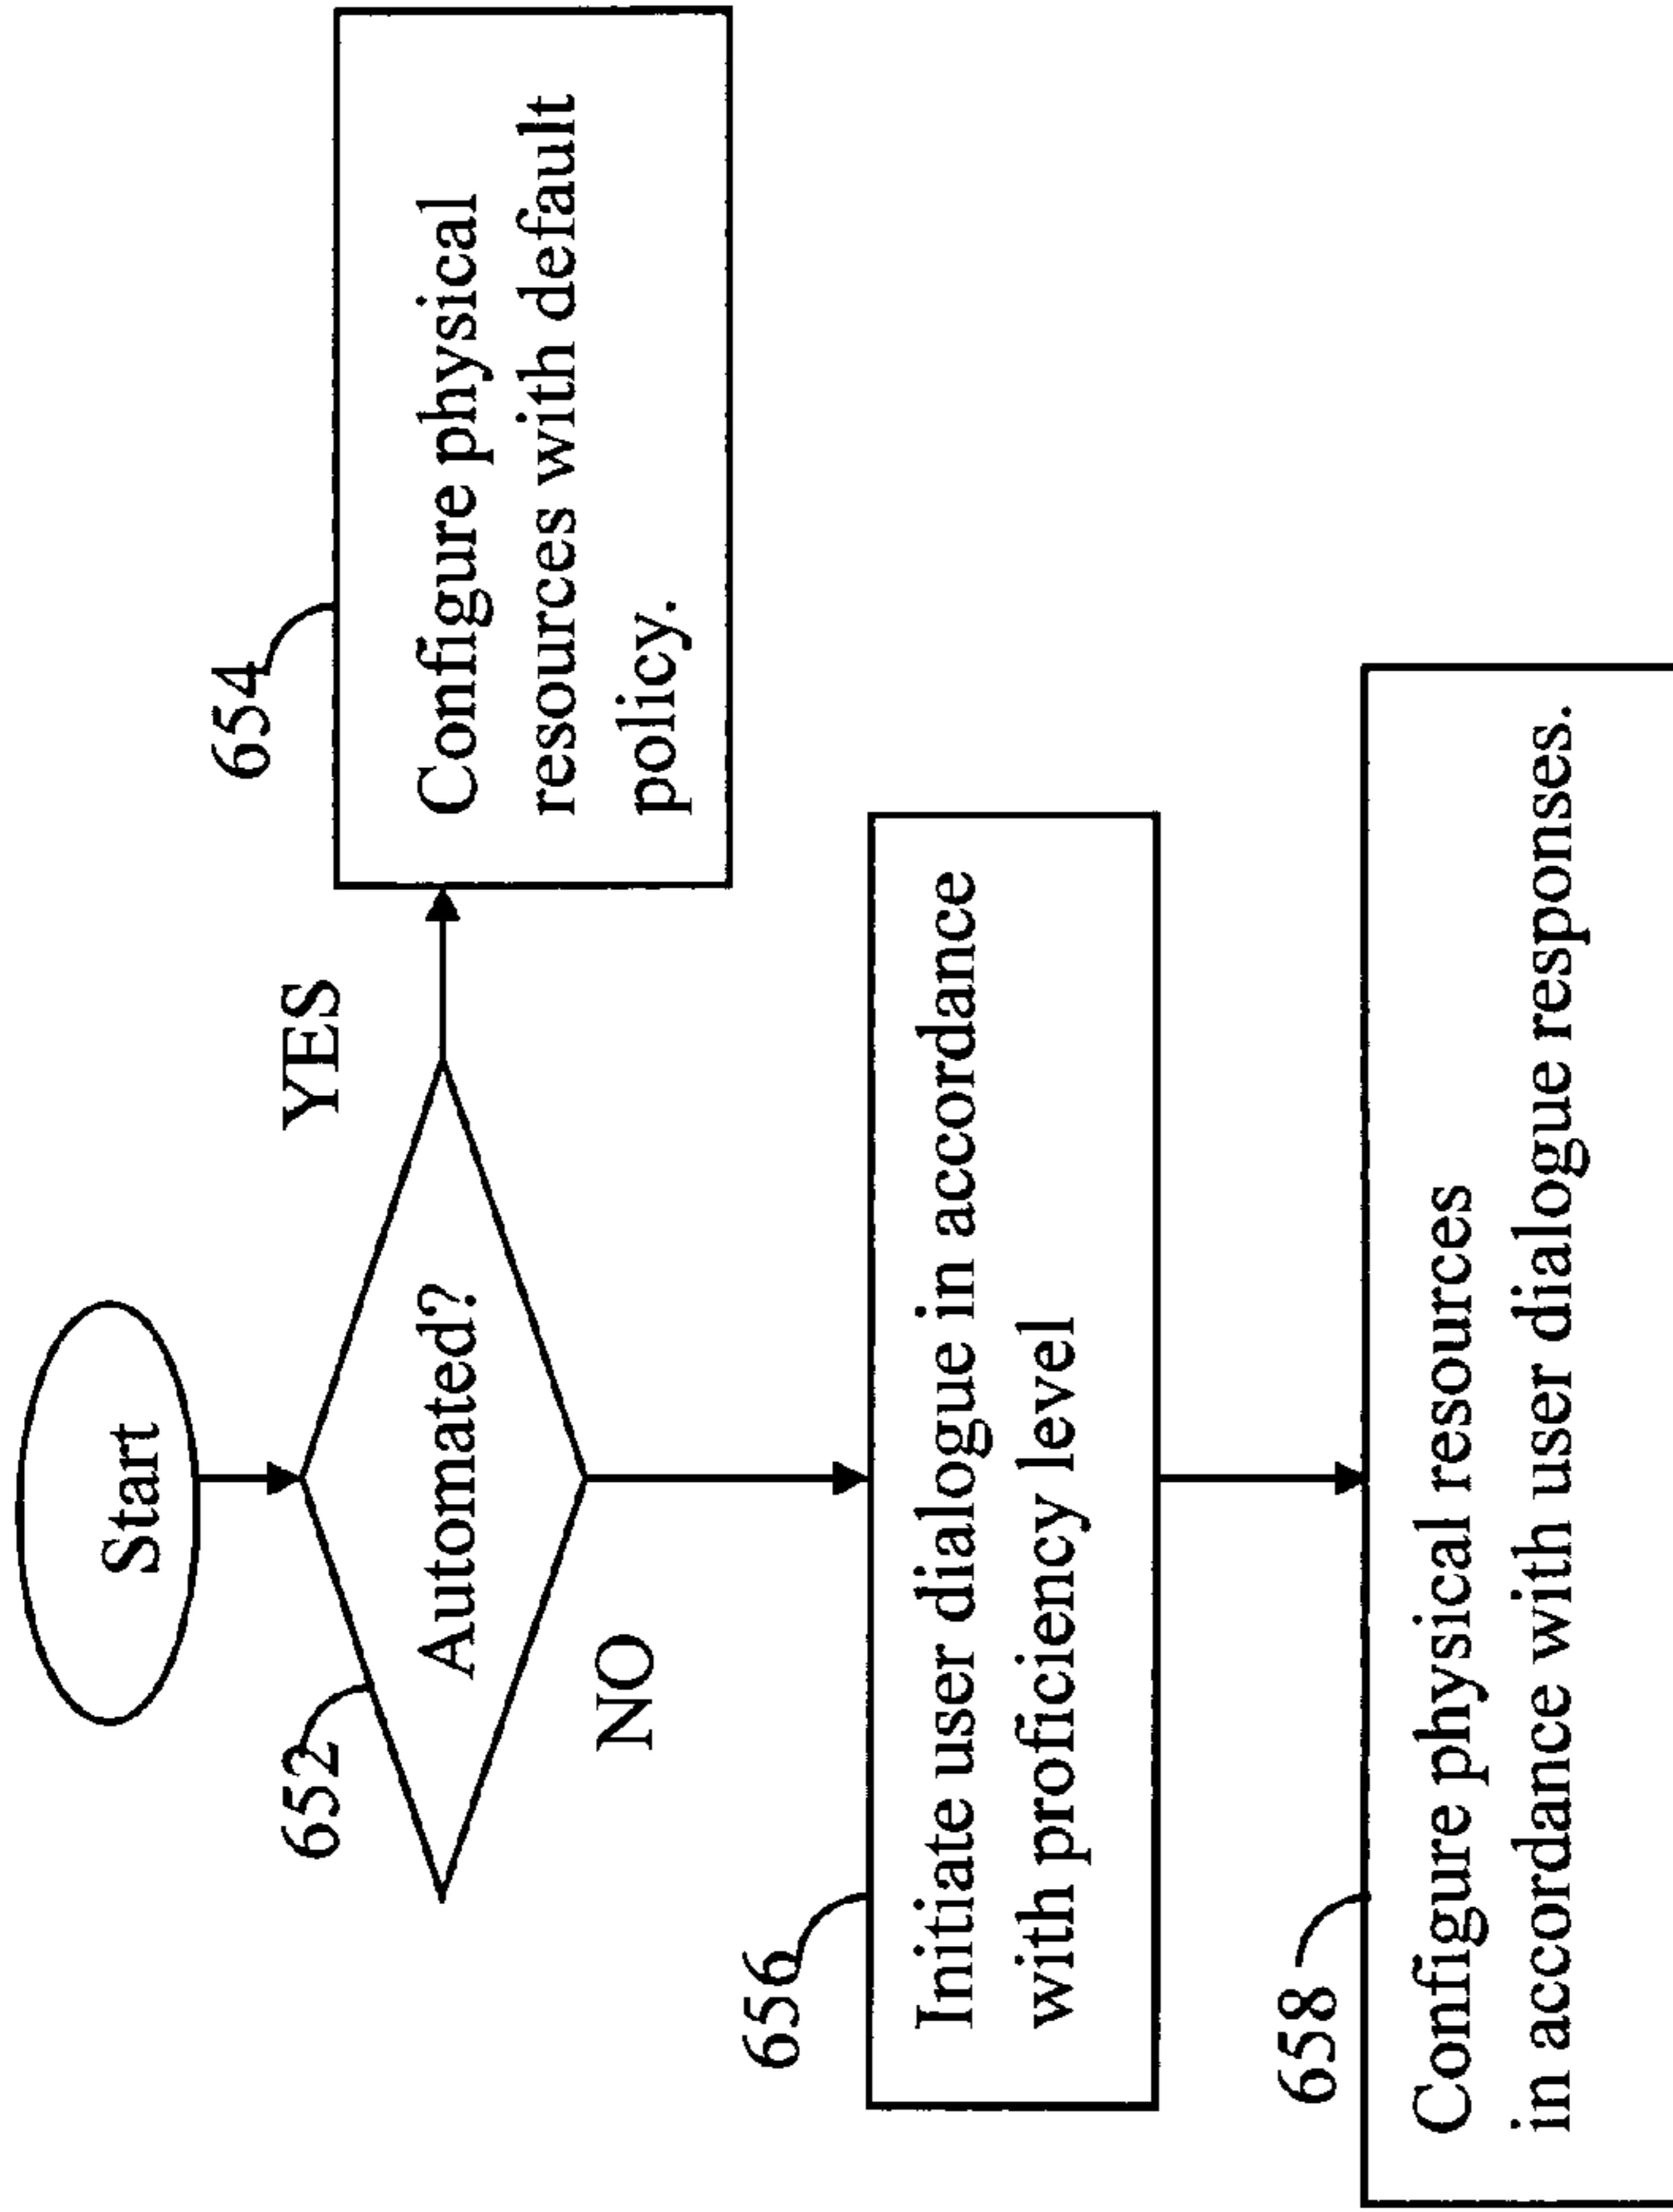 Start
652
Automated?
YES
654
Configure physical
resources with default
policy.
NO
656
Initiate user dialogue in accordance
with proficiency level
658
Configure physical resources
in accordance with user dialogue responses.